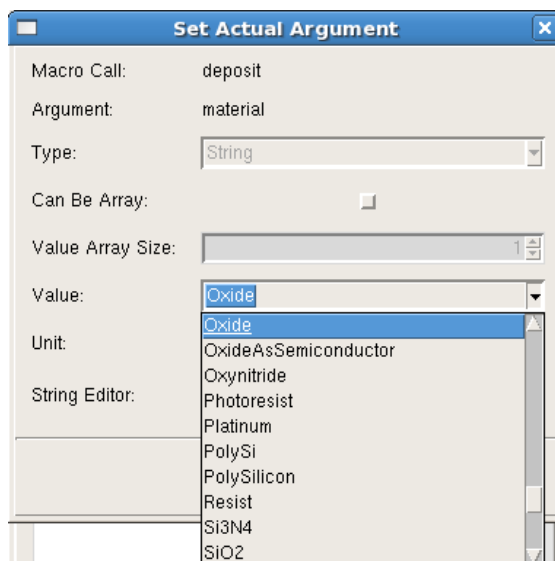 Set Actual Argument
Macro Call: deposit
Argument: material
Type: String
Can Be Array:
Value Array Size: 1
Value: Oxide
Unit:
String Editor:
Oxide
OxideAsSemiconductor
Oxynitride
Photoresist
Platinum
PolySi
PolySilicon
Resist
Si3N4
SiO2